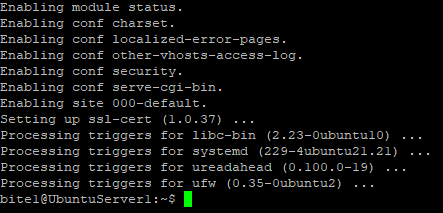 Enabling module status.
Enabling conf charset.
Enabling conf localized-error-pages.
Enabling conf other-vhosts-access-log.
Enabling conf security.
Enabling conf serve-cgi-bin.
Enabling site 000-default.
Setting up ssl-cert (1.0.37) ...
Processing triggers for libc-bin (2.23-0ubuntu10) ...
Processing triggers for systemd (229-4ubuntu21.21) ...
Processing triggers for ureadahead (0.100.0-19) ...
Processing triggers for ufw (0.35-0ubuntu2) ...
bite1@UbuntuServer1:~$